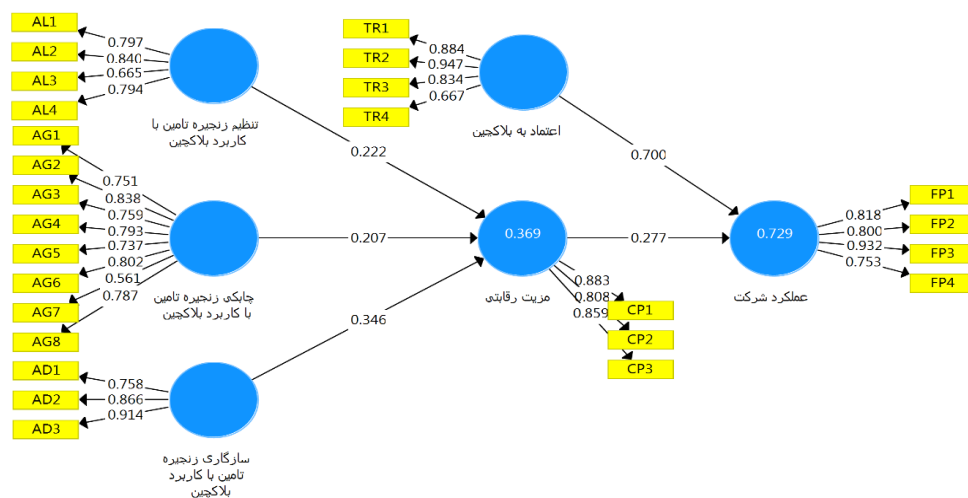 AL1
AL2
AL3
AL4
0.797
0.840
0.665
0.794
تنظیم زنجیره تامین با
کاربرد بلاکچین
TR1
TR2
TR3
TR4
0.884
0.947
0.834
0.667
اعتماد به بلاکچین
0.222
0.700
AG1
AG2
AG3
AG4
AG5
AG6
AG7
AG8
0.751
0.838
0.759
0.793
0.737
0.802
0.561
0.787
چابکی زنجیره تامین
با کاربرد بلاکچین
0.207
0.369
مزیت رقابتی
0.277
0.729
عملکرد شرکت
0.818
0.800
0.932
0.753
FP1
FP2
FP3
FP4
0.883
0.808
0.859
CP1
CP2
CP3
0.346
AD1
AD2
AD3
0.758
0.866
0.914
سازگاری زنجیره
تامین با کاربرد
بلاکچین